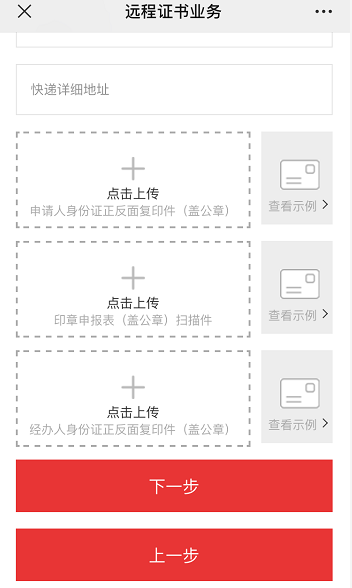 远程证书业务
快递详细地址
点击上传
申请人身份证正反面复印件（盖公章）
查看示例
点击上传
印章申报表（盖公章）扫描件
查看示例
点击上传
经办人身份证正反面复印件（盖公章）
查看示例
下一步
上一步